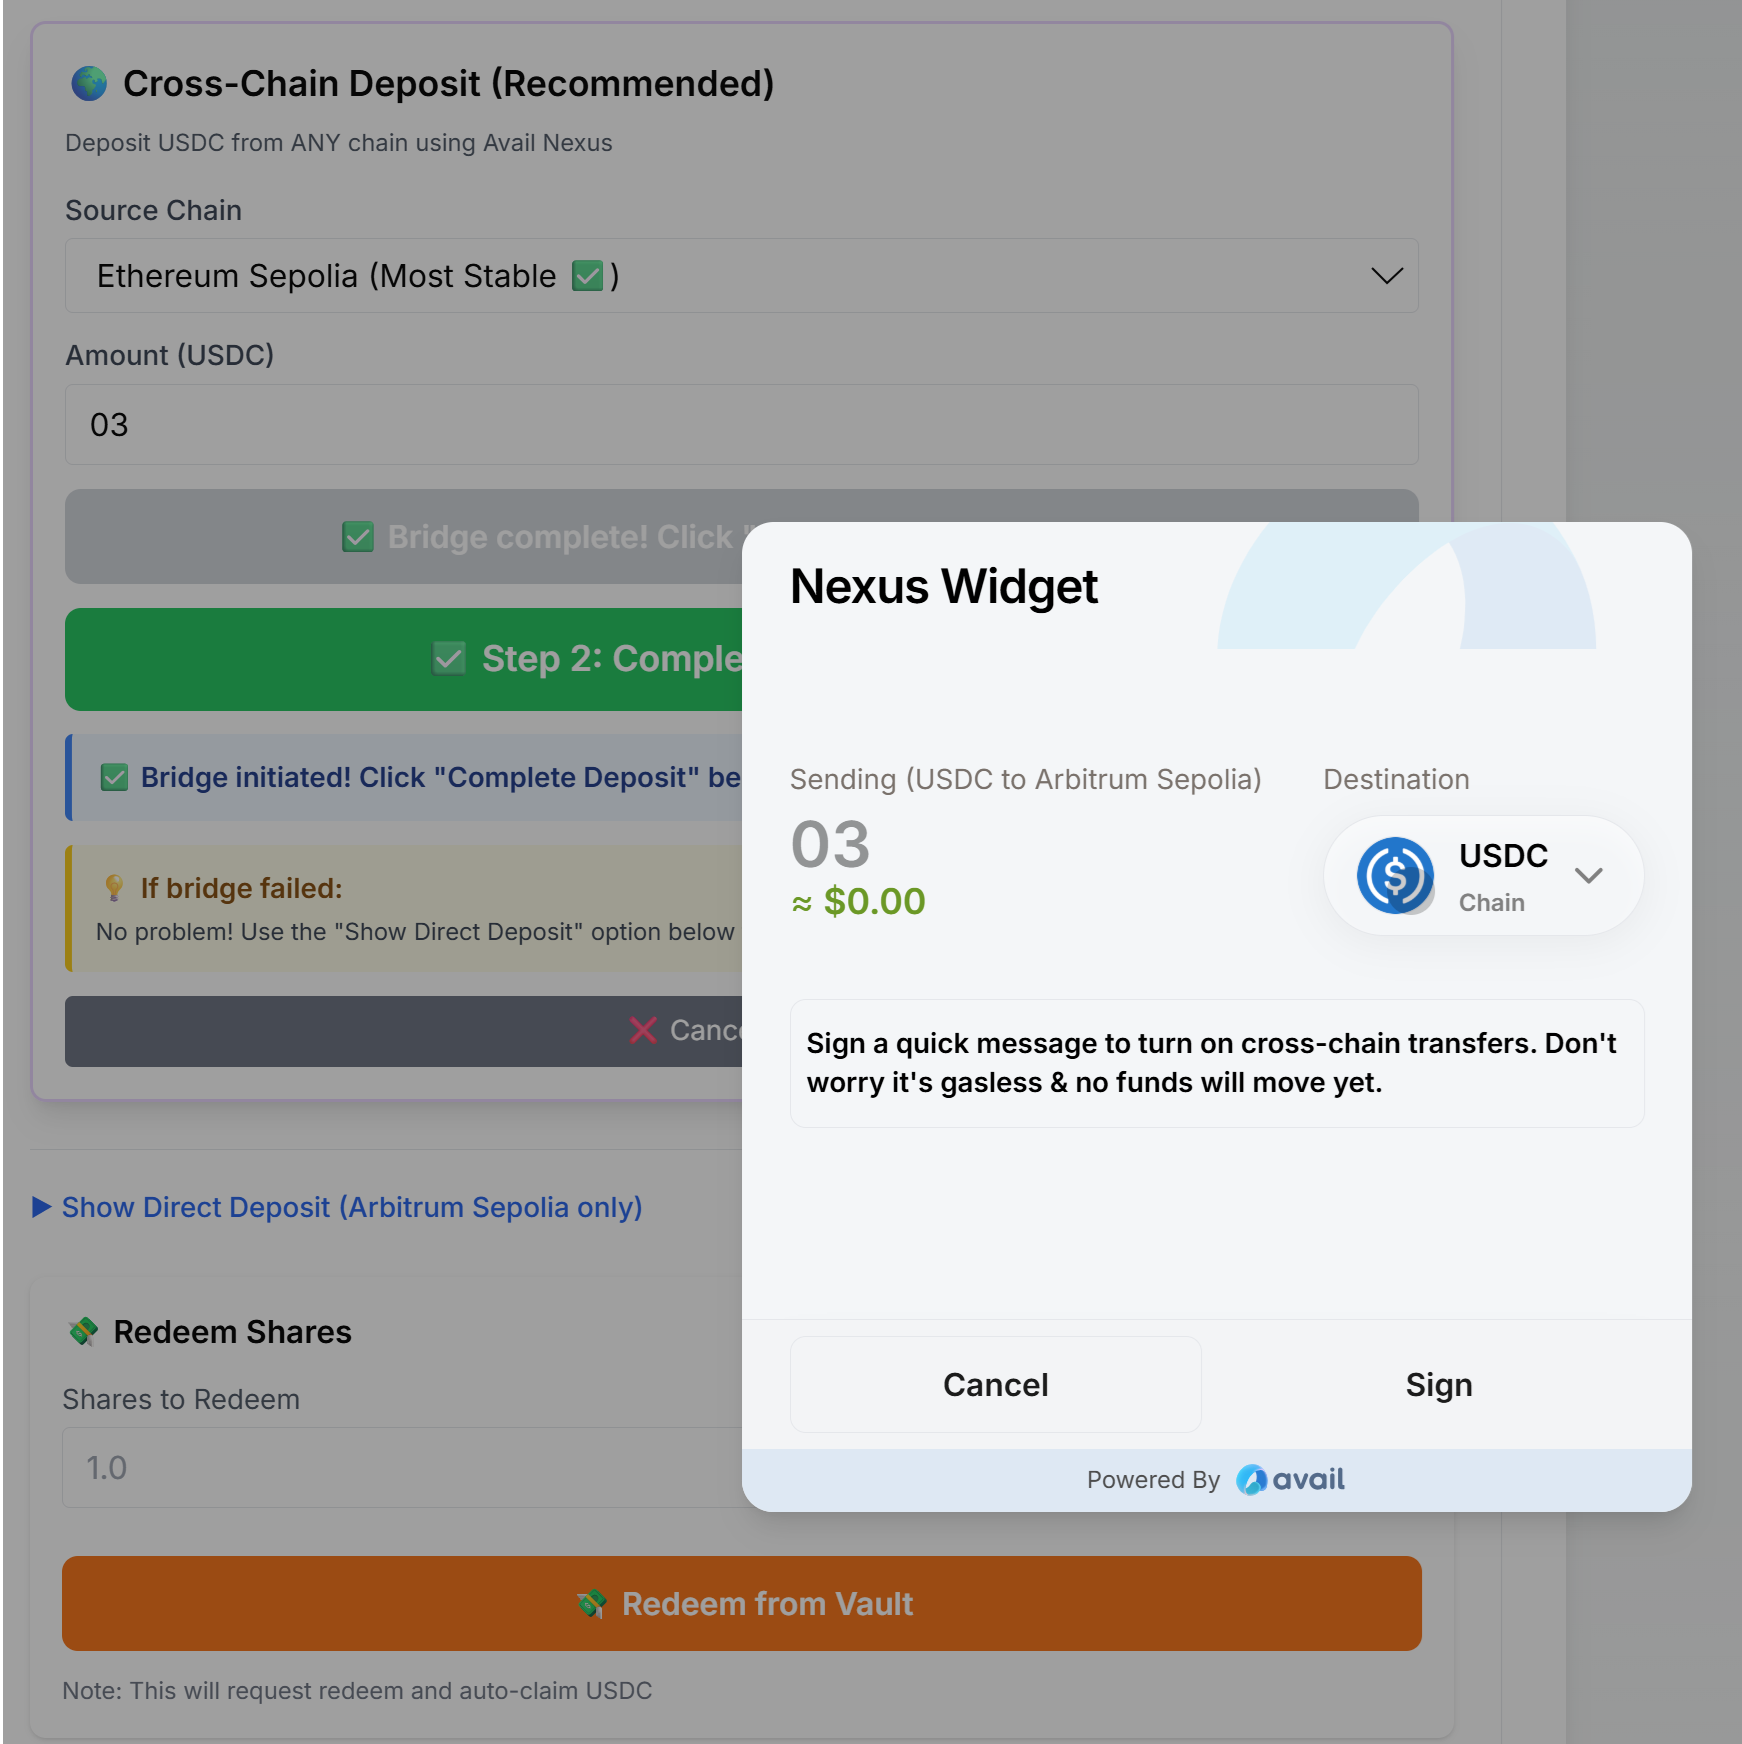 Cross-Chain Deposit (Recommended)
Deposit USDC from ANY chain using Avail Nexus
Source Chain
Ethereum Sepolia (Most Stable ✅)
Amount (USDC)
03
✅ Bridge complete! Click "
✅ Step 2: Comple
✅ Bridge initiated! Click "Complete Deposit" be
💡 If bridge failed:
No problem! Use the "Show Direct Deposit" option below
❌ Canc
▶ Show Direct Deposit (Arbitrum Sepolia only)
💸 Redeem Shares
Shares to Redeem
1.0
💸 Redeem from Vault
Note: This will request redeem and auto-claim USDC
Nexus Widget
Sending (USDC to Arbitrum Sepolia)
Destination
03
≈ $0.00
USDC
Chain
Sign a quick message to turn on cross-chain transfers. Don't
worry it's gasless & no funds will move yet.
Cancel
Sign
Powered By avail